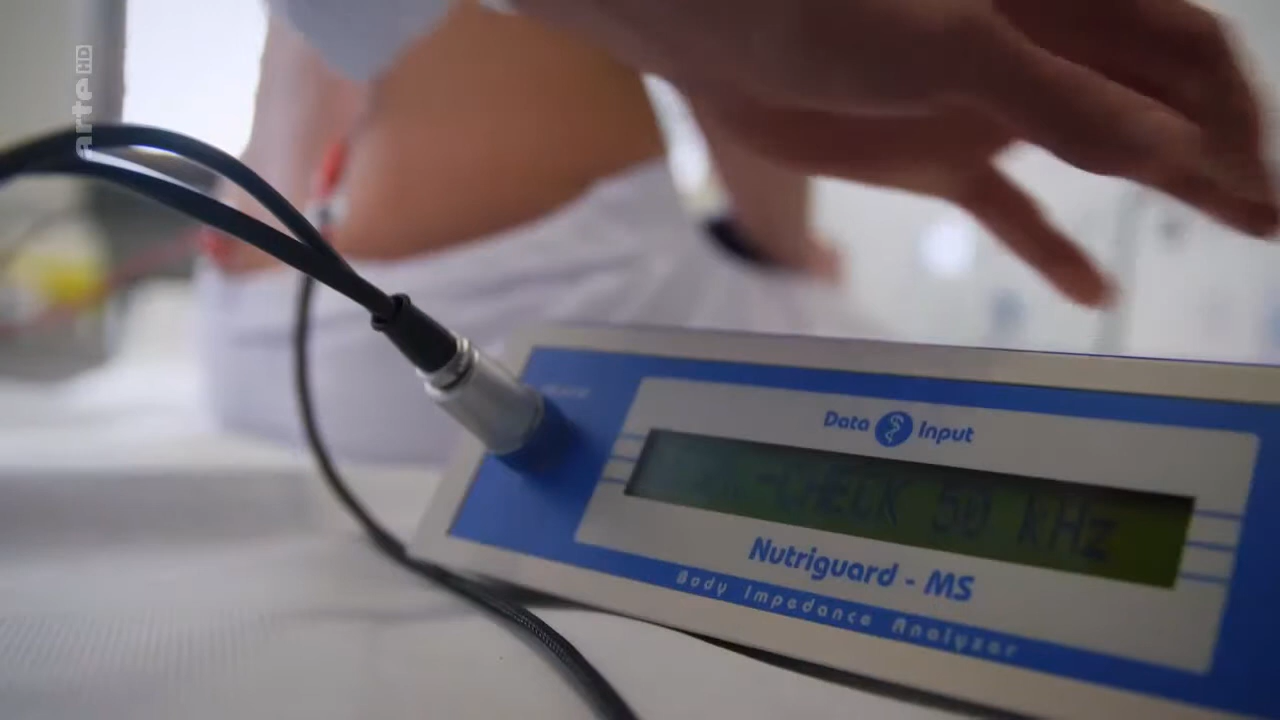 arte HD
Data Input
-CHECK 50 kHz
Nutriguard - MS
Body Impedance Analyzer